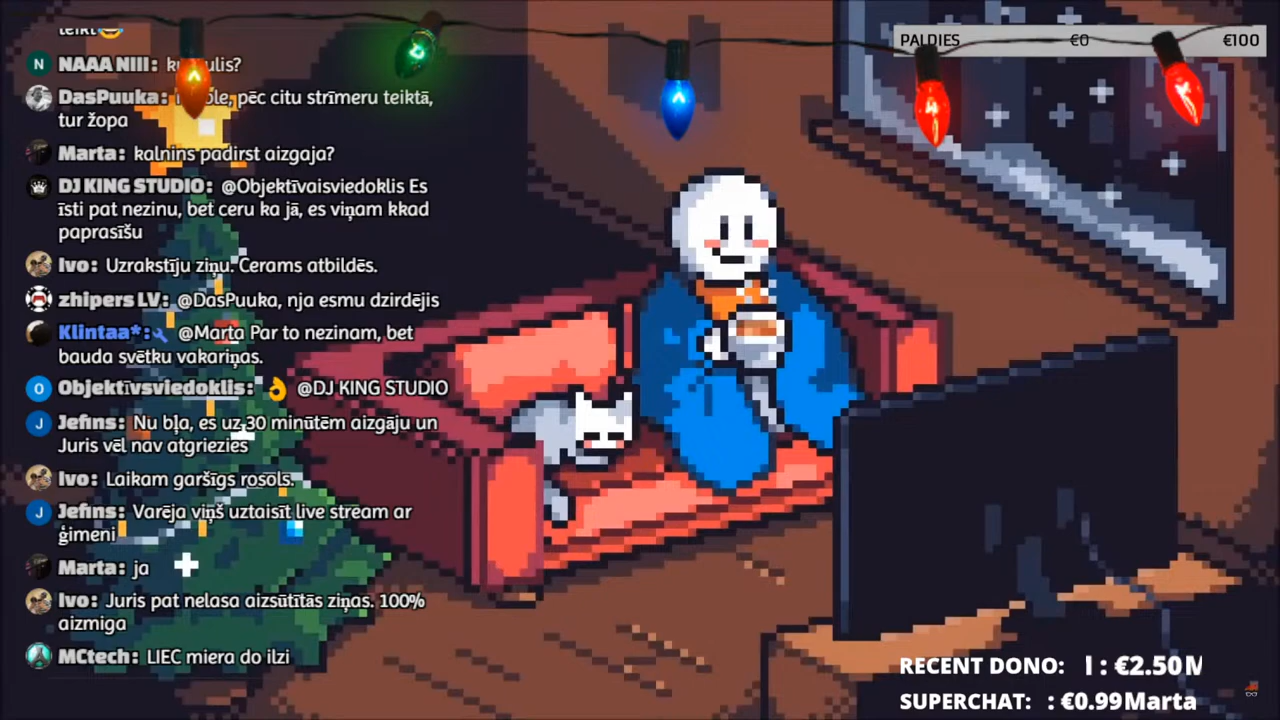 teikt
PALDIES €0 €100
N NAAA NIII: ulis?
DasPuuka: ple, pēc citu strīmeru teiktā,
tur žopa
Marta: kalnins padirst aizgaja?
DJ KING STUDIO: @Objektīvaisviedoklis Es
īsti pat nezinu, bet ceru ka jā, es viņam kkad
paprasīšu
Ivo: Uzrakstīju ziņu. Cerams atbildēs.
zhipers LV: @DasPuuka, nja esmu dzirdējis
Klintaa*: @Marta Par to nezinam, bet
bauda svētku vakariņas.
O Objektīvsviedoklis: @DJ KING STUDIO
J Jefins: Nu bļa, es uz 30 minūtēm aizgāju un
Juris vēl nav atgriezies
Ivo: Laikam garšīgs rosols.
J Jefins: Varēja viņš uztaisīt live stream ar
ģimeni
Marta: ja
Ivo: Juris pat nelasa aizsūtītās ziņas. 100%
aizmiga
MCtech: LIEC miera do ilzi
RECENT DONO: : €2.50
SUPERCHAT: : €0.99 Marta